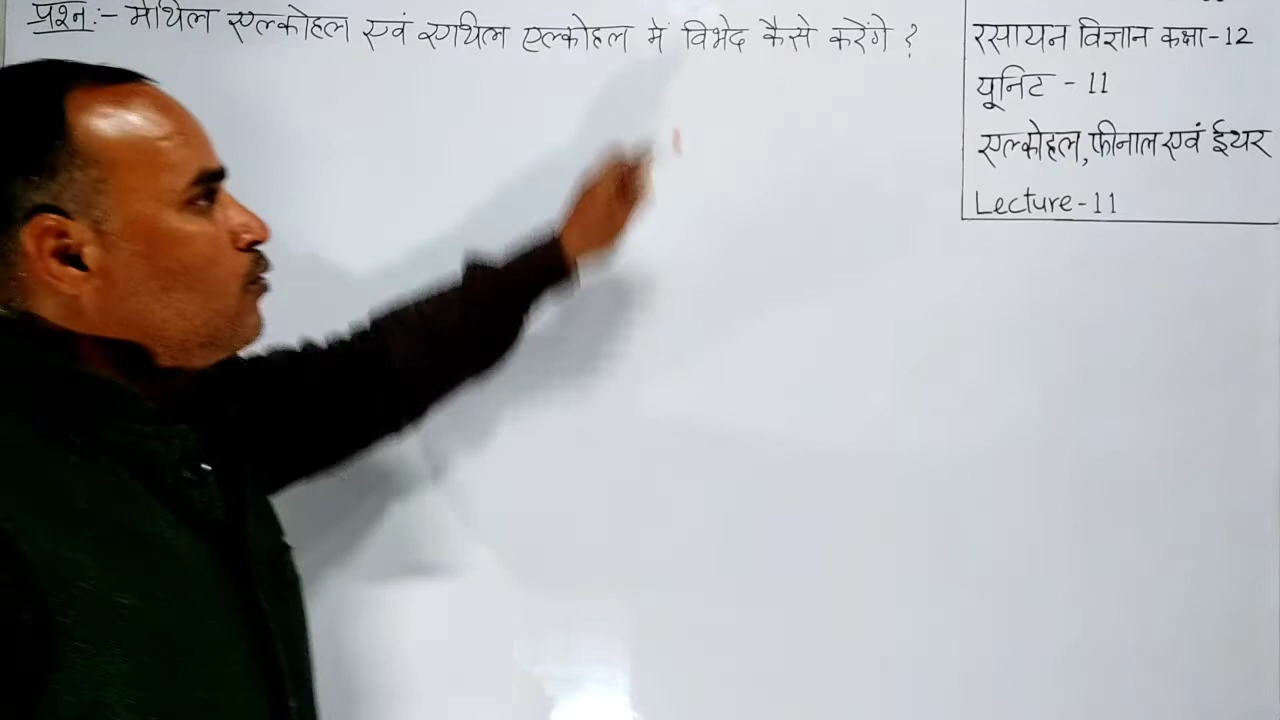 प्रश्न:- मेथिल एल्कोहल एवं एथिल एल्कोहल में विभेद कैसे करेंगे ?
रसायन विज्ञान कक्षा-12
यूनिट - 11
एल्कोहल, फीनाल एवं ईथर
Lecture-11